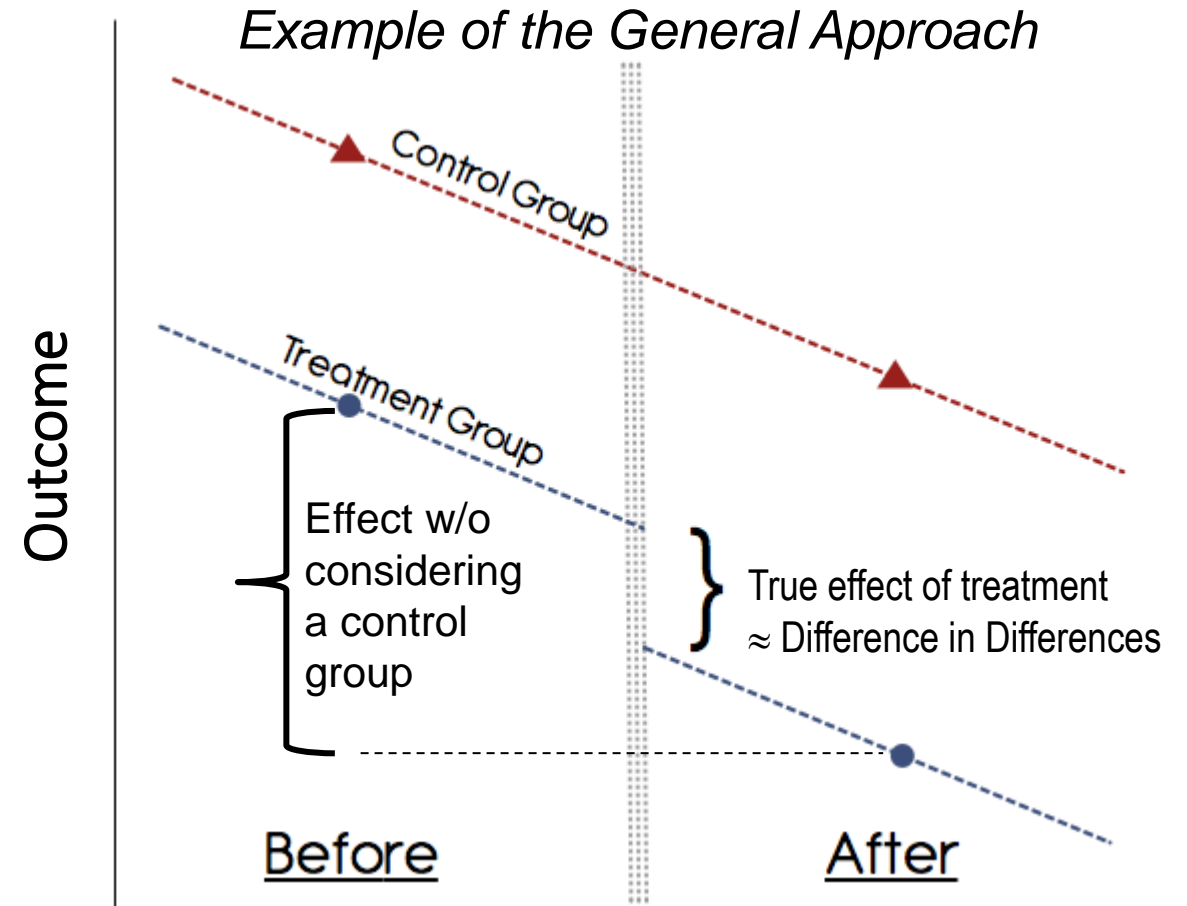 Example of the General Approach
Control Group
Treatment Group
Outcome
Effect w/o
considering
a control
group
True effect of treatment
≈ Difference in Differences
Before
After